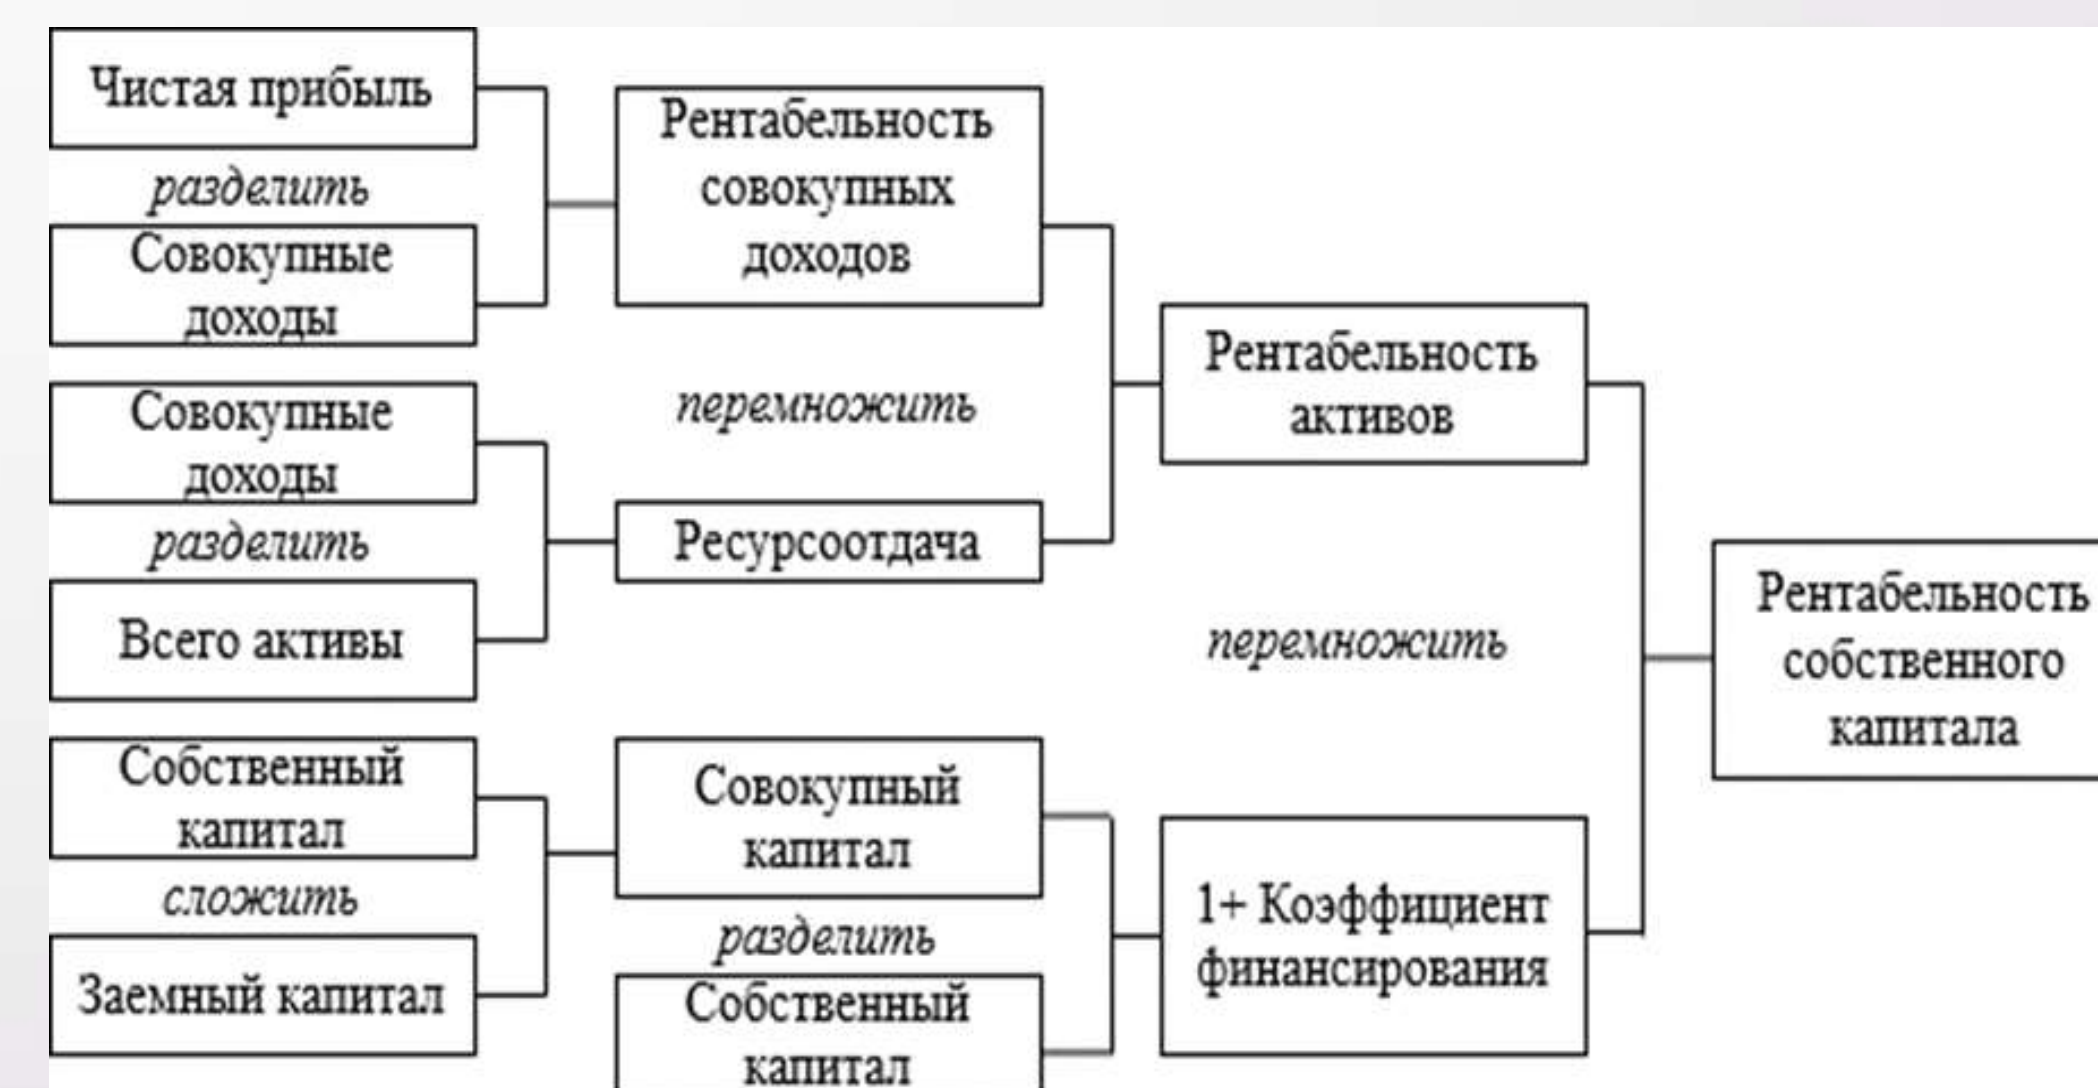 Чистая прибыль
разделить
Совокупные
доходы
Совокупные
доходы
разделить
Всего активы
Собственный
капитал
сложить
Заемный капитал
Рентабельность
совокупных
доходов
перемножить
Ресурсоотдача
Совокупный
капитал
разделить
Собственный
капитал
Рентабельность
активов
перемножить
1+ Коэффициент
финансирования
Рентабельность
собственного
капитала